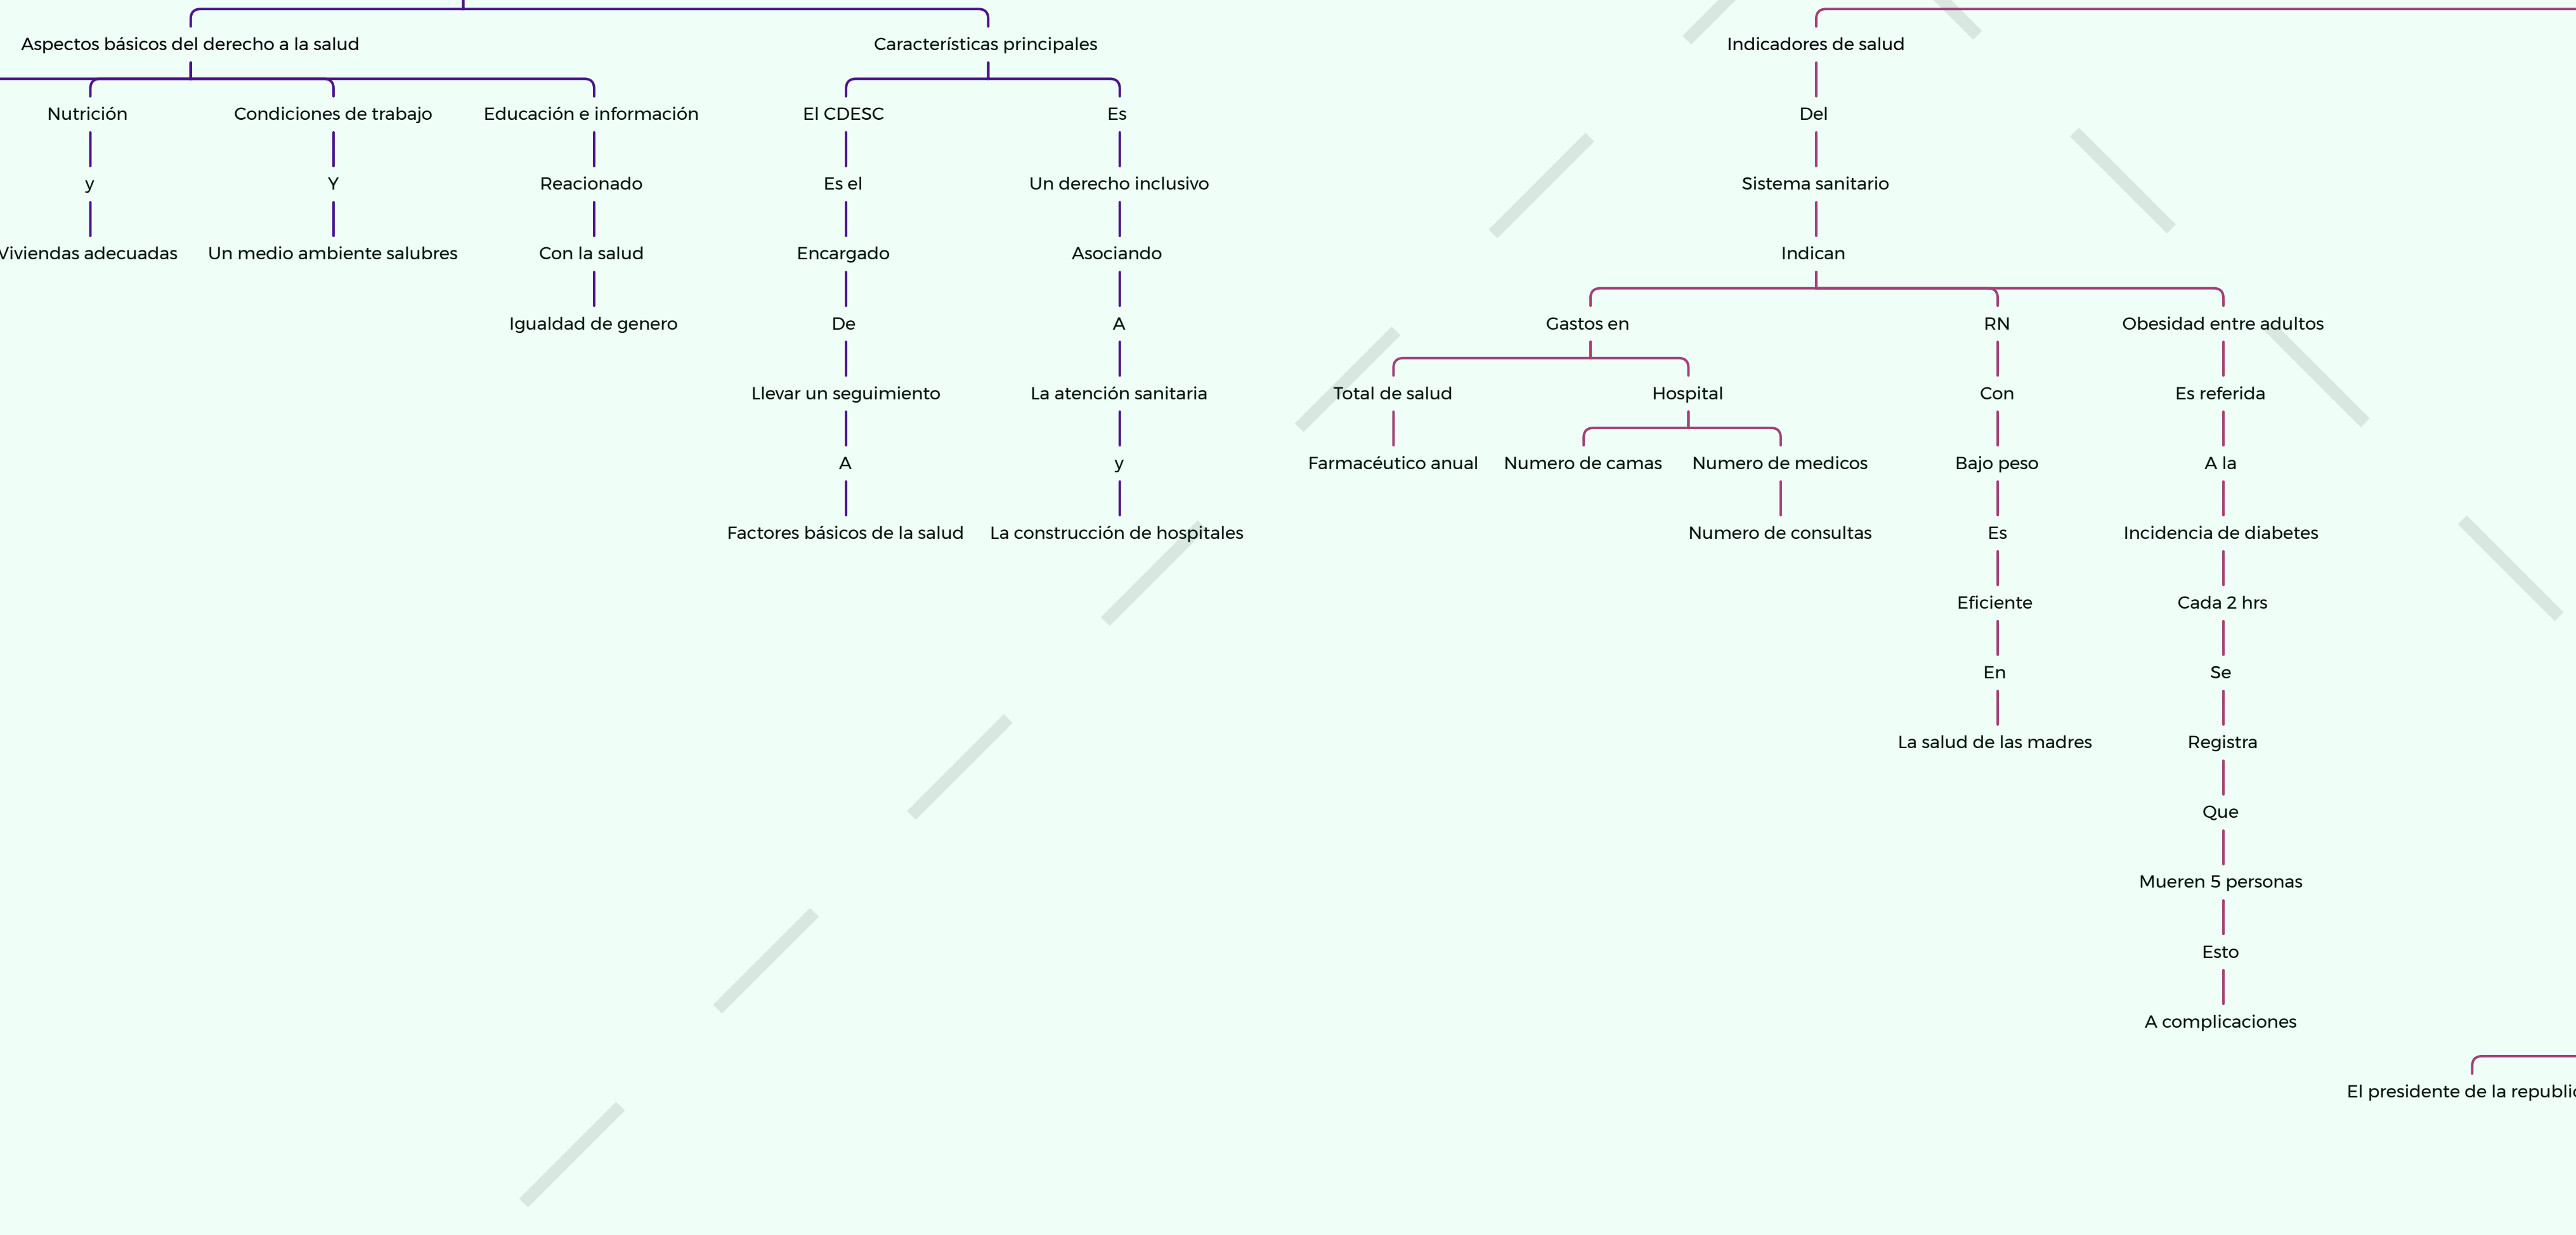 Aspectos básicos del derecho a la salud
Características principales
Indicadores de salud
Nutrición
Condiciones de trabajo
Educación e información
El CDESC
Es
Del
y
Y
Reacionado
Es el
Un derecho inclusivo
Sistema sanitario
Viviendas adecuadas
Un medio ambiente salubres
Con la salud
Encargado
Asociando
Indican
Igualdad de genero
De
A
Gastos en
RN
Obesidad entre adultos
Llevar un seguimiento
La atención sanitaria
Total de salud
Hospital
Con
Es referida
A
y
Farmacéutico anual
Numero de camas
Numero de medicos
Bajo peso
A la
Factores básicos de la salud
La construcción de hospitales
Numero de consultas
Es
Incidencia de diabetes
Eficiente
Cada 2 hrs
En
Se
La salud de las madres
Registra
Que
Mueren 5 personas
Esto
A complicaciones
El presidente de la